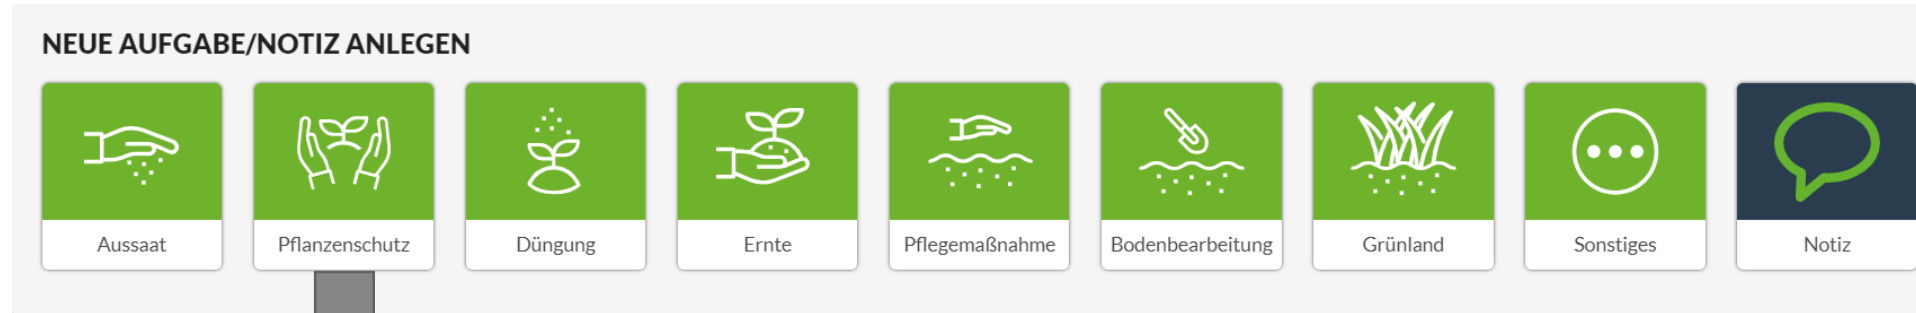 NEUE AUFGABE/NOTIZ ANLEGEN
Aussaat
Pflanzenschutz
Düngung
Ernte
Pflegemaßnahme
Bodenbearbeitung
Grünland
Sonstiges
Notiz